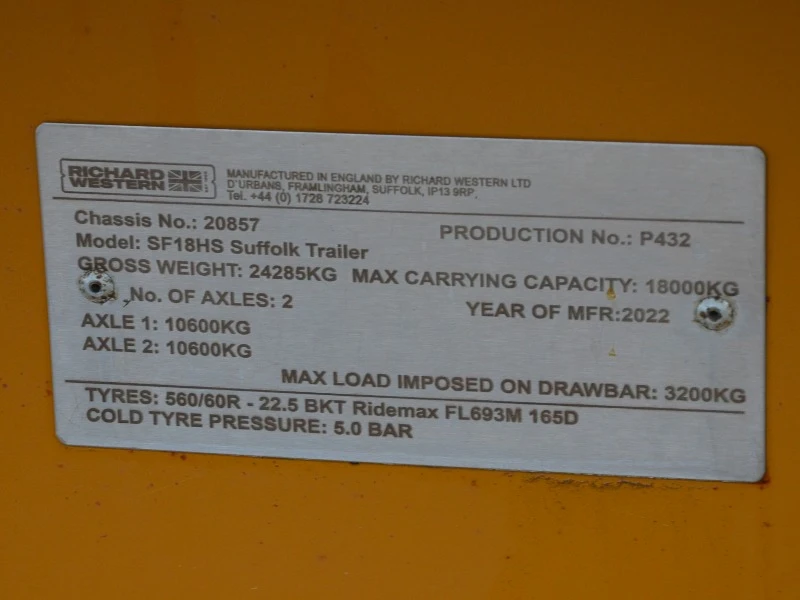 RICHARD
WESTERN
MANUFACTURED IN ENGLAND BY RICHARD WESTERN LTD
D'URBANS, FRAMLINGHAM, SUFFOLK, IP13 9RP.
Tel. +44 (0) 1728 723224
Chassis No.: 20857
PRODUCTION No.: P432
Model: SF18HS Suffolk Trailer
GROSS WEIGHT: 24285KG MAX CARRYING CAPACITY: 18000KG
No. OF AXLES: 2
YEAR OF MFR:2022
AXLE 1: 10600KG
AXLE 2: 10600KG
MAX LOAD IMPOSED ON DRAWBAR: 3200KG
TYRES: 560/60R - 22.5 BKT Ridemax FL693M 165D
COLD TYRE PRESSURE: 5.0 BAR